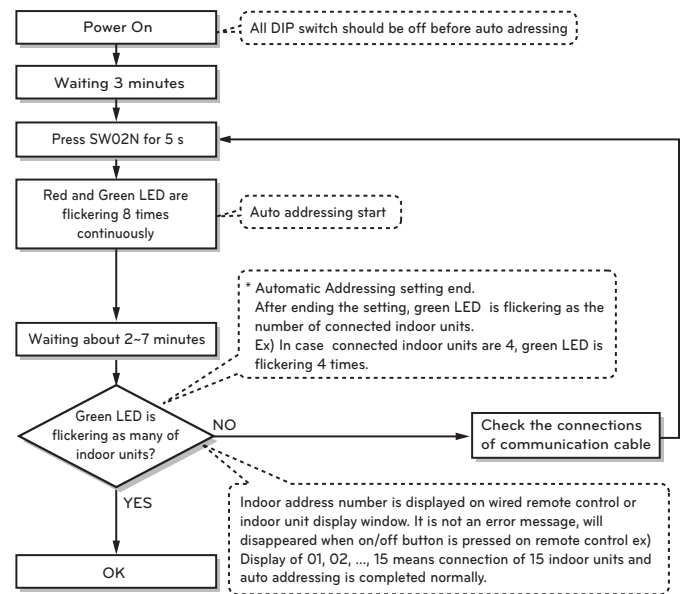 Power On
All DIP switch should be off before auto adressing
Waiting 3 minutes
Press SW02N for 5 s
Red and Green LED are
flickering 8 times
continuously
Auto addressing start
* Automatic Addressing setting end.
After ending the setting, green LED is flickering as the
number of connected indoor units.
Ex) In case connected indoor units are 4, green LED is
flickering 4 times.
Waiting about 2~7 minutes
Green LED is
flickering as many of
indoor units?
NO
Check the connections
of communication cable
YES
Indoor address number is displayed on wired remote control or
indoor unit display window. It is not an error message, will
disappeared when on/off button is pressed on remote control ex)
Display of 01, 02, ..., 15 means connection of 15 indoor units and
auto addressing is completed normally.
OK